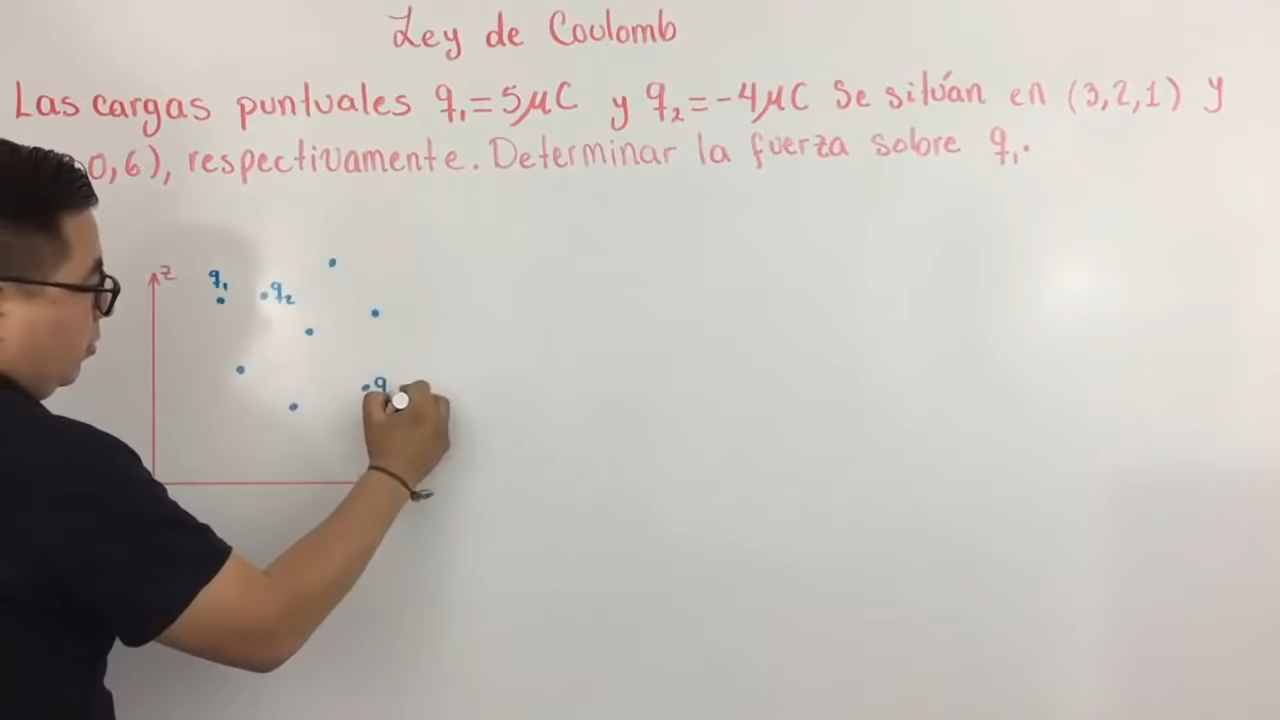 Ley de Coulomb
Las cargas puntuales q₁=5μC y q₂=-4μC Se sitúan en (3,2,1) y
0,6), respectivamente. Determinar la fuerza sobre q₁.
z
q₁
q₂
q